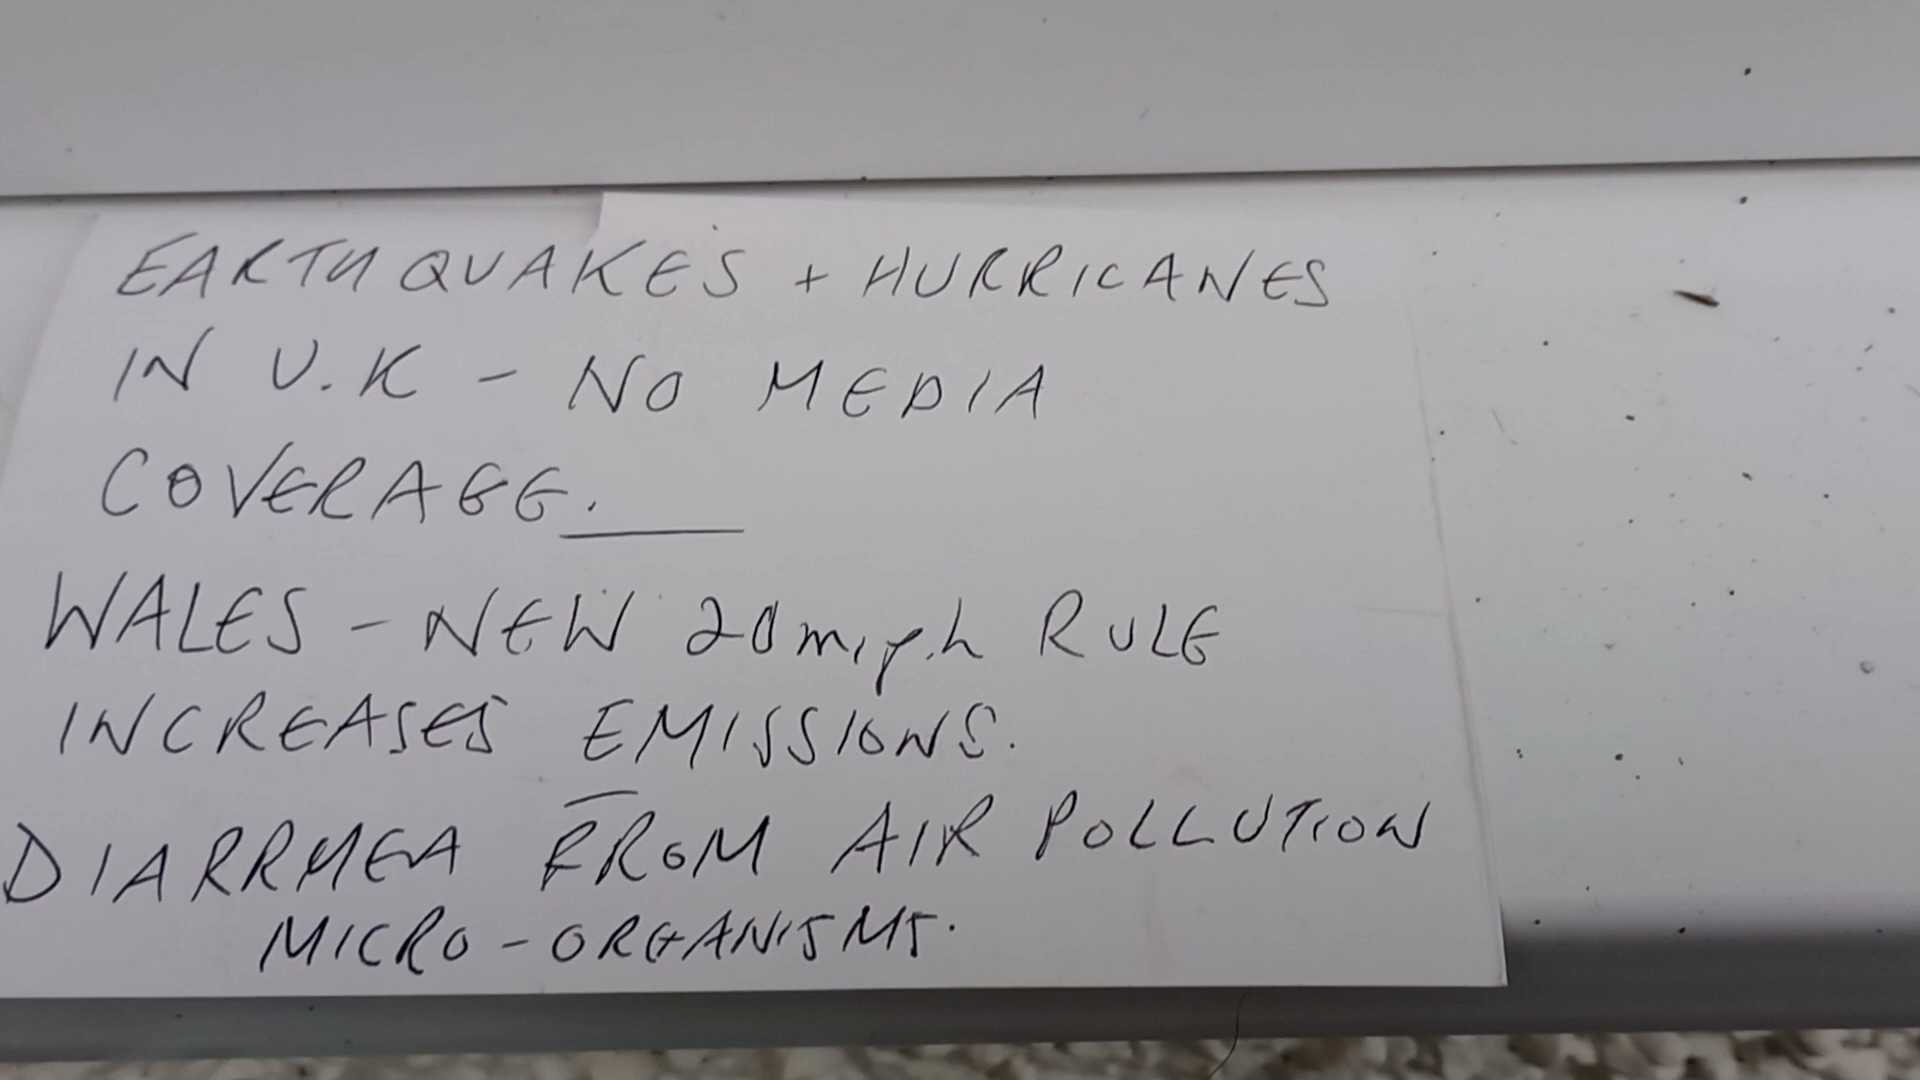 EARTHQUAKES + HURRICANES
IN U.K - NO MEDIA
COVERAGE.
WALES - NEW 20m.p.h RULE
INCREASES EMISSIONS.
DIARRHEA FROM AIR POLLUTION
MICRO-ORGANISMS.